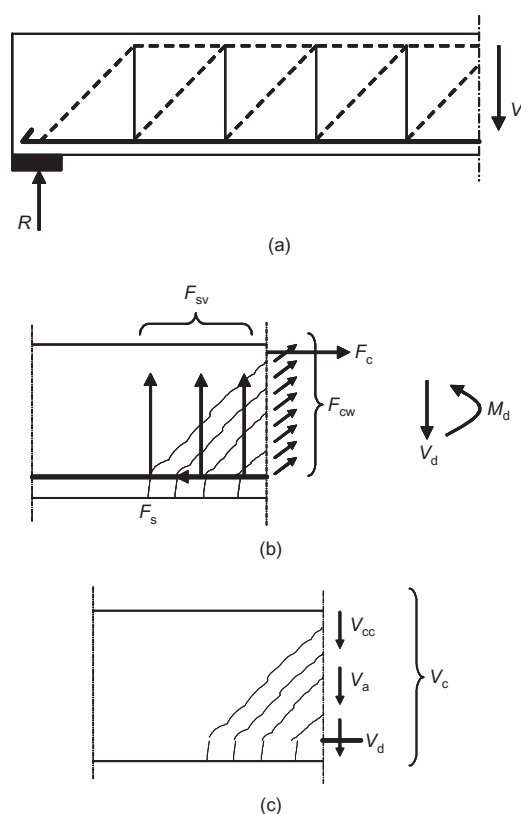 V
R
(a)
F_sv
F_c
F_cw
M_d
V_d
F_s
(b)
V_cc
V_c
V_a
V_d
(c)